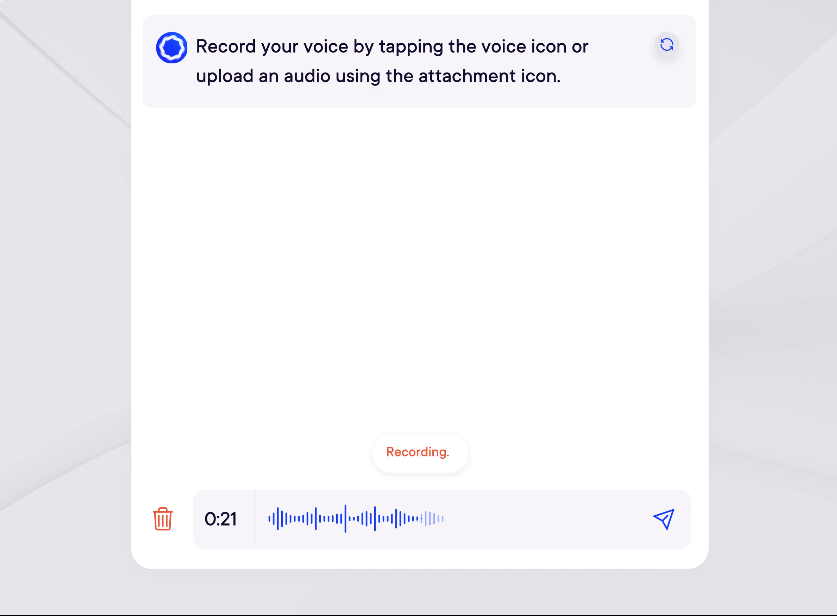 Record your voice by tapping the voice icon or
upload an audio using the attachment icon.
Recording.
0:21